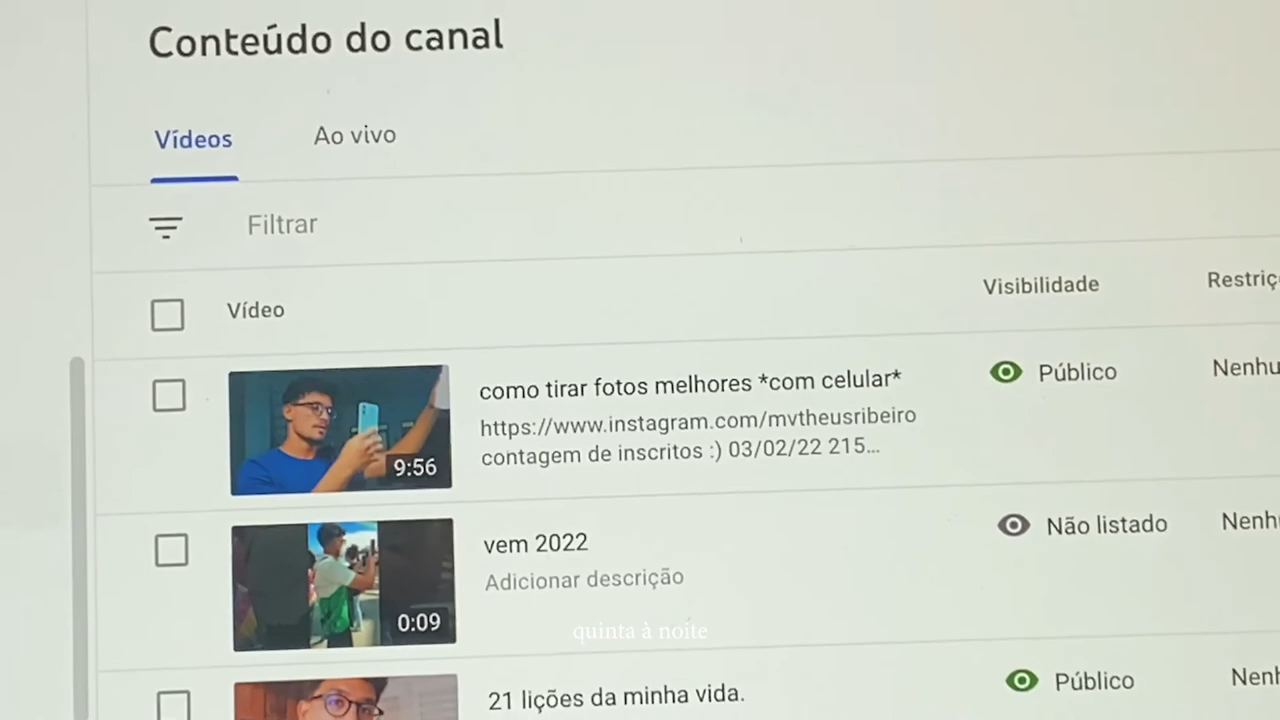 Conteúdo do canal
Vídeos
Ao vivo
Filtrar
Vídeo
Visibilidade
como tirar fotos melhores *com celular*
https://www.instagram.com/mvtheusribeiro
contagem de inscritos :) 03/02/22 215...
9:56
Público
vem 2022
Adicionar descrição
0:09
Não listado
quinta à noite
21 lições da minha vida.
Público